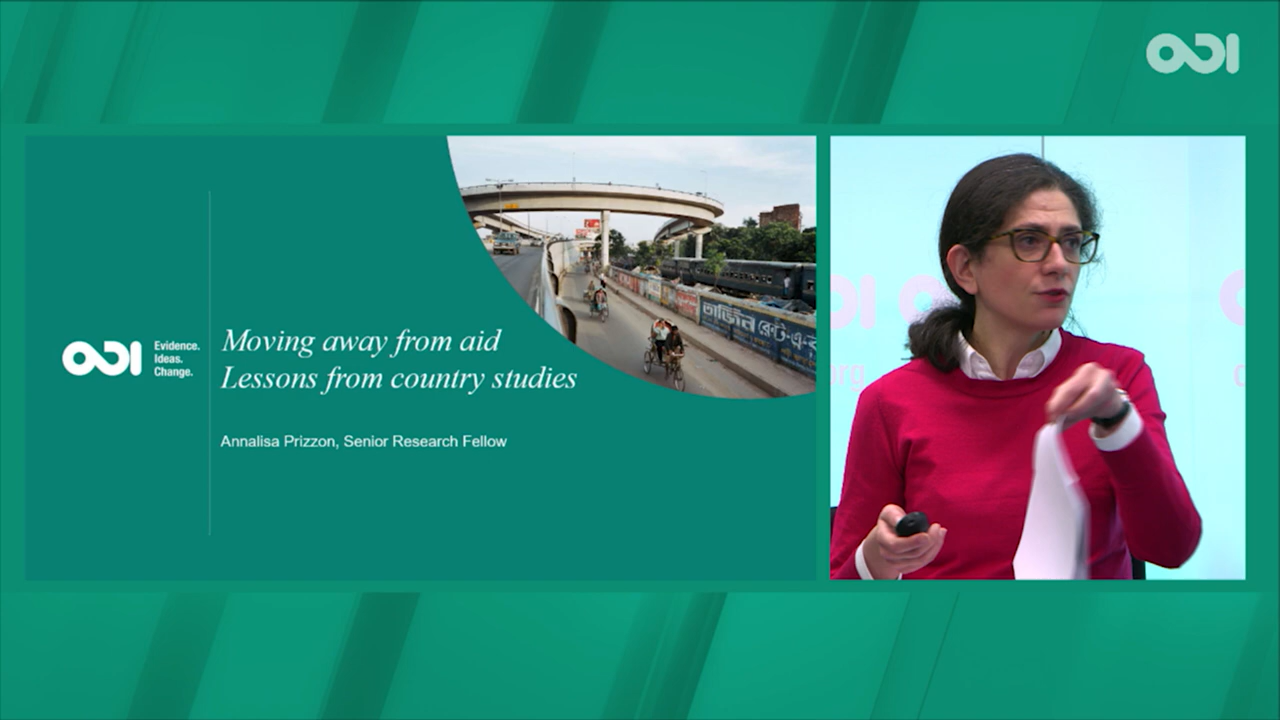 ODI
ODI
Evidence.
Ideas.
Change.
Moving away from aid
Lessons from country studies
Annalisa Prizzon, Senior Research Fellow